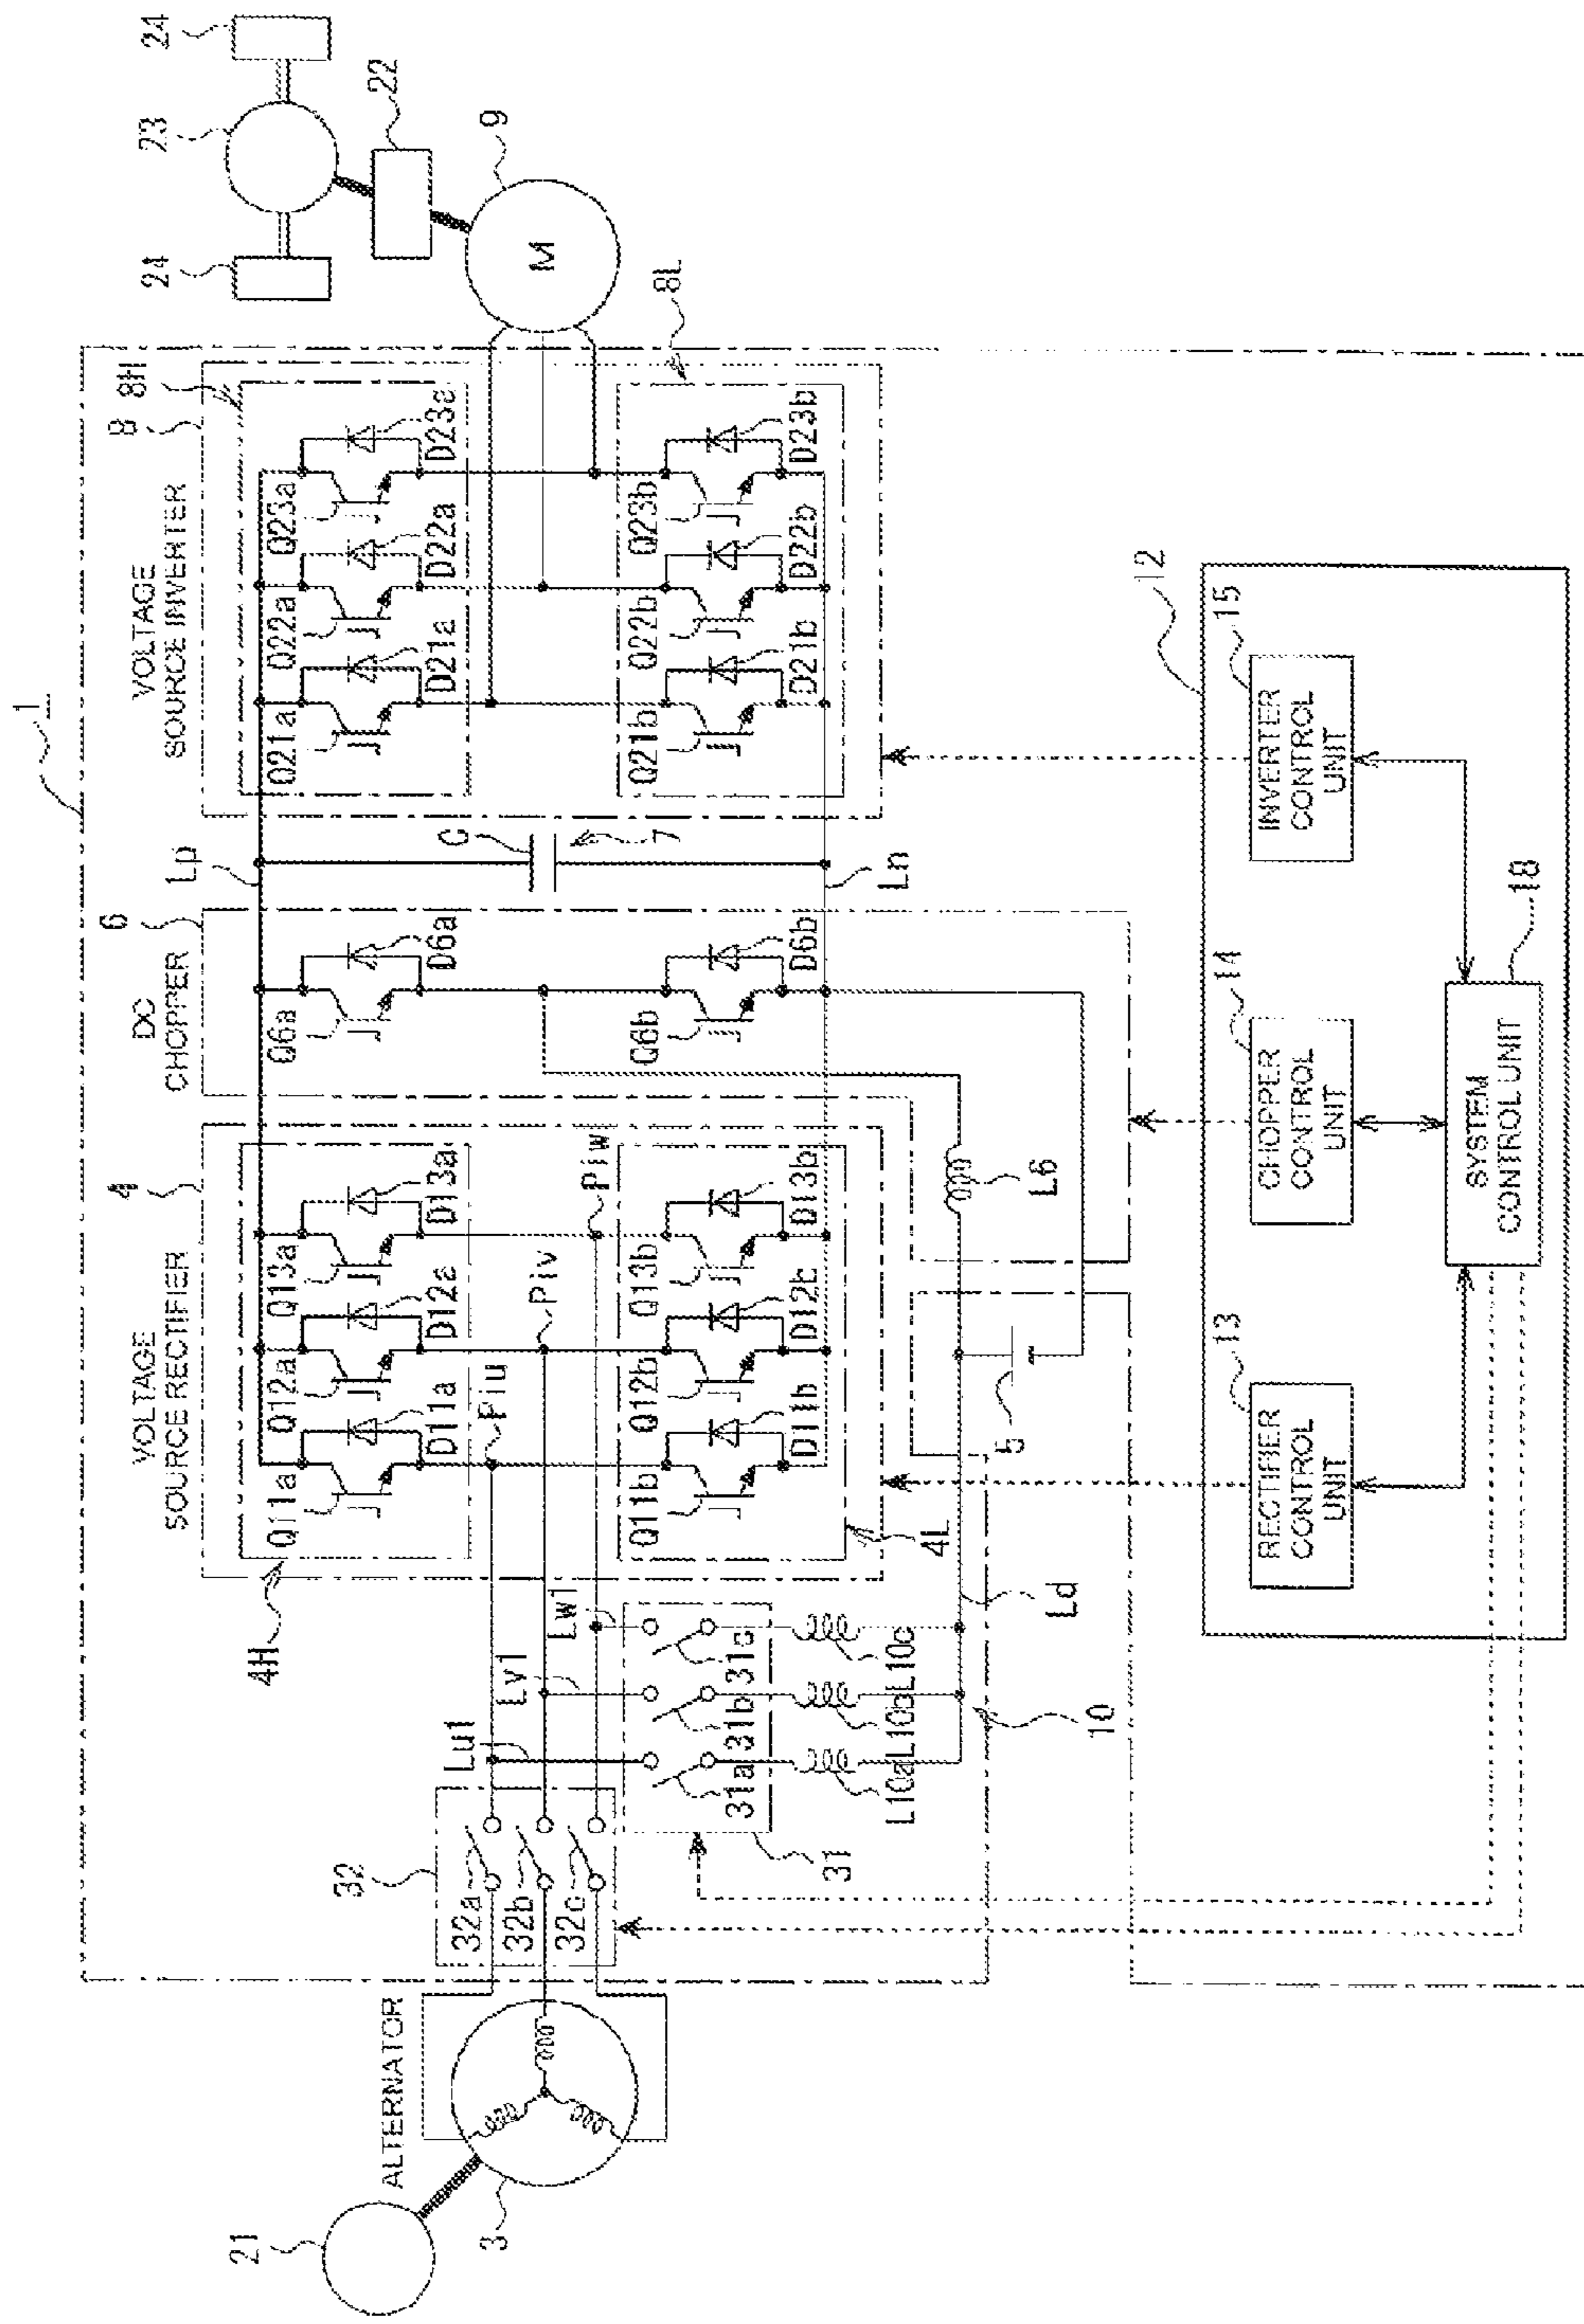 1
VOLTAGE
SOURCE RECTIFIER
4
DC
CHOPPER
6
VOLTAGE
SOURCE INVERTER
8
8H
4H
Lp
Q11a
Q12a
Q13a
D11a
D12a
D13a
Q6a
D6a
Q21a
Q22a
Q23a
D21a
D22a
D23a
24
23
24
22
9
M
21
ALTERNATOR
3
32
32a
32b
32c
Lu1
Lv1
Lw1
Piu
Piv
Piw
C
7
31a
31b
31c
31
Q11b
Q12b
Q13b
D11b
D12b
D13b
4L
Q6b
D6b
Ln
Q21b
Q22b
Q23b
D21b
D22b
D23b
8L
L10a
L10b
L10c
10
Ld
5
L6
12
RECTIFIER
CONTROL
UNIT
13
CHOPPER
CONTROL
UNIT
14
INVERTER
CONTROL
UNIT
15
SYSTEM
CONTROL UNIT
18